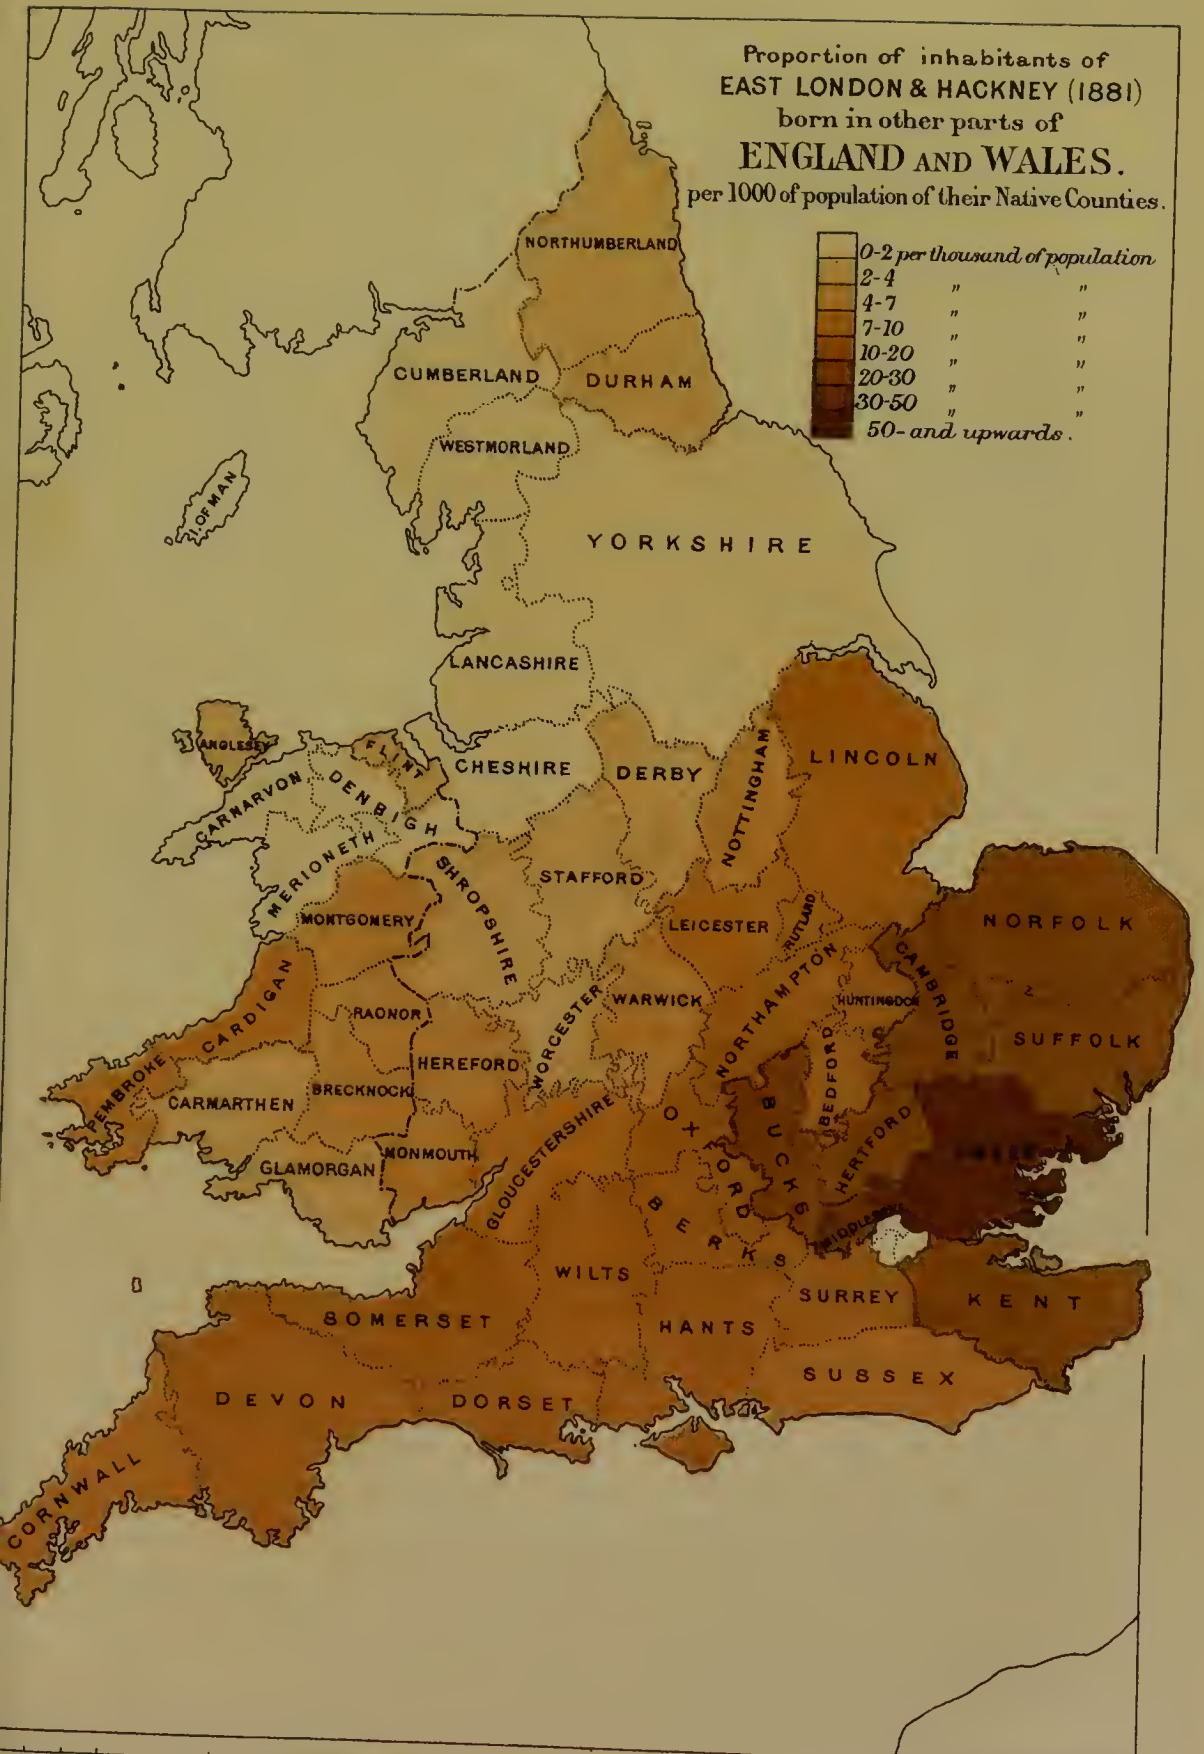 Proportion of inhabitants of
EAST LONDON & HACKNEY (1881)
born in other parts of
ENGLAND AND WALES.
per 1000 of population of their Native Counties.
0-2 per thousand of population
2-4 " "
4-7 " "
7-10 " "
10-20 " "
20-30 " "
30-50 " "
50- and upwards.
NORTHUMBERLAND
CUMBERLAND
DURHAM
WESTMORLAND
I. OF MAN
YORKSHIRE
LANCASHIRE
ANGLESEY
FLINT
CHESHIRE
DERBY
NOTTINGHAM
LINCOLN
CARNARVON
DENBIGH
MERIONETH
SHROPSHIRE
STAFFORD
MONTGOMERY
LEICESTER
RUTLARD
NORFOLK
CARDIGAN
RAONOR
WORCESTER
WARWICK
NORTHAMPTON
HUNTINGDON
CAMBRIDGE
SUFFOLK
PEMBROKE
CARMARTHEN
BRECKNOCK
HEREFORD
BEDFORD
BUCKS
HERTFORD
GLAMORGAN
MONMOUTH
GLOUCESTERSHIRE
OXFORD
BERKS
MIDDLESEX
WILTS
SURREY
KENT
SOMERSET
HANTS
SUSSEX
DEVON
DORSET
CORNWALL